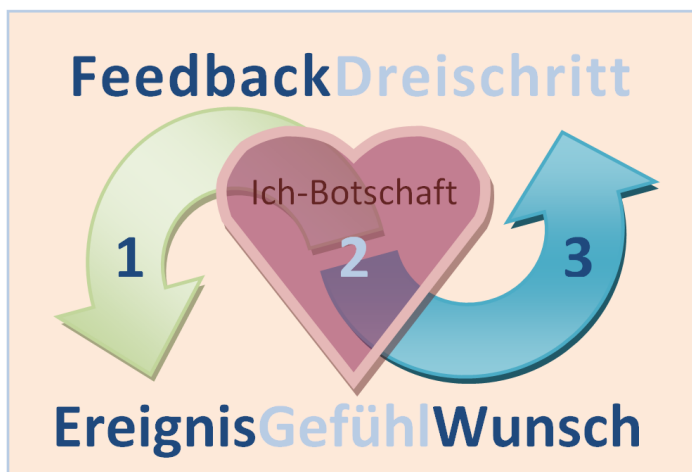 FeedbackDreischritt
Ich-Botschaft
1 2 3
EreignisGefühlWunsch